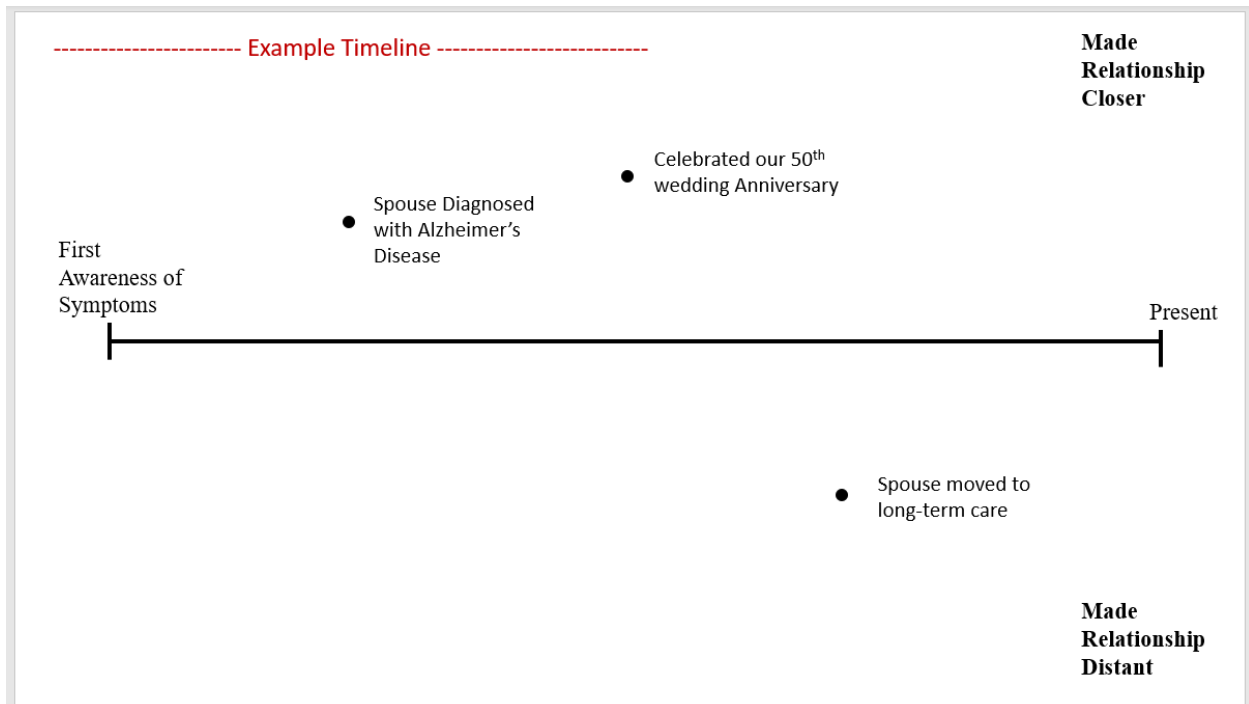 ----------------------- Example Timeline --------------------------
Made
Relationship
Closer
Celebrated our 50th
wedding Anniversary
Spouse Diagnosed
with Alzheimer’s
Disease
First
Awareness of
Symptoms
Present
Spouse moved to
long-term care
Made
Relationship
Distant